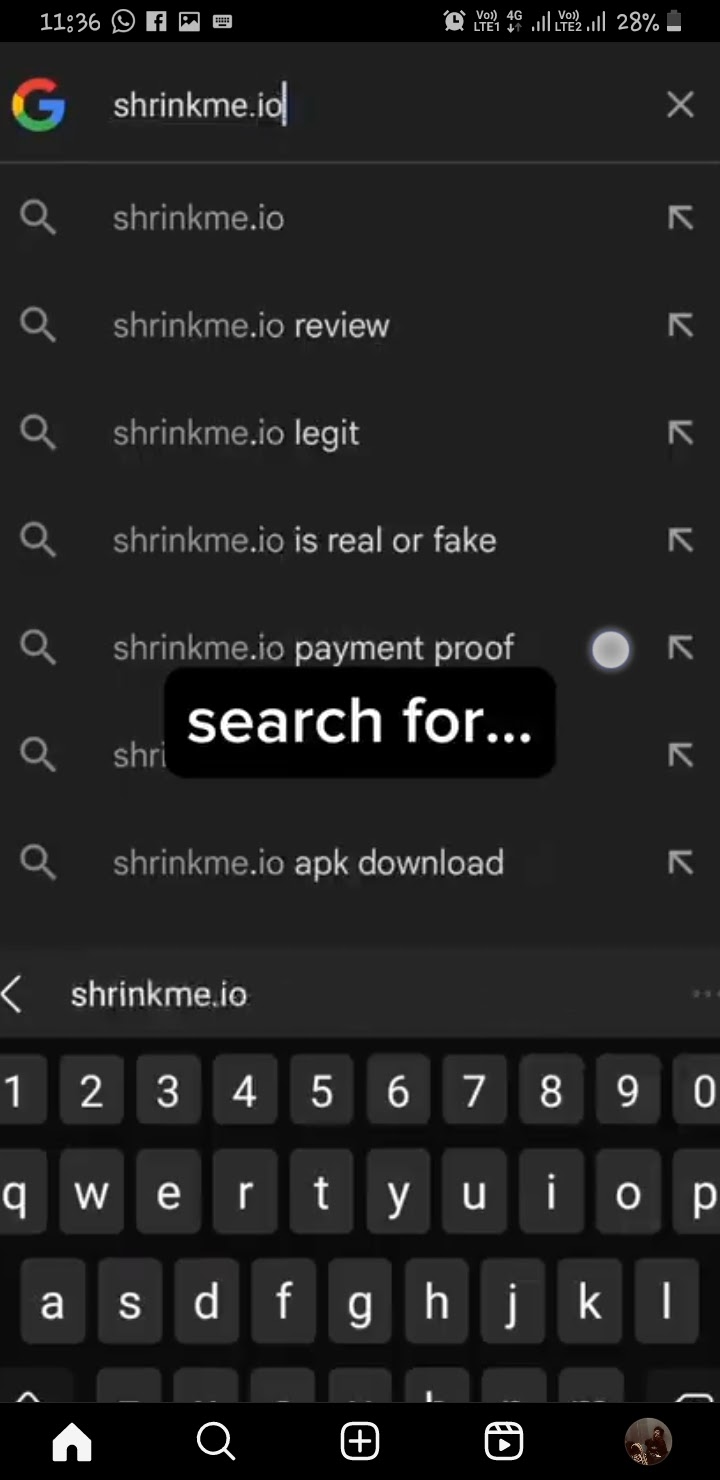 11:36
Vo) LTE1 4G Vo) LTE2 28%
shrinkme.io
shrinkme.io
shrinkme.io review
shrinkme.io legit
shrinkme.io is real or fake
shrinkme.io payment proof
search for...
shri
shrinkme.io apk download
shrinkme.io
1 2 3 4 5 6 7 8 9 0
q w e r t y u i o p
a s d f g h j k l